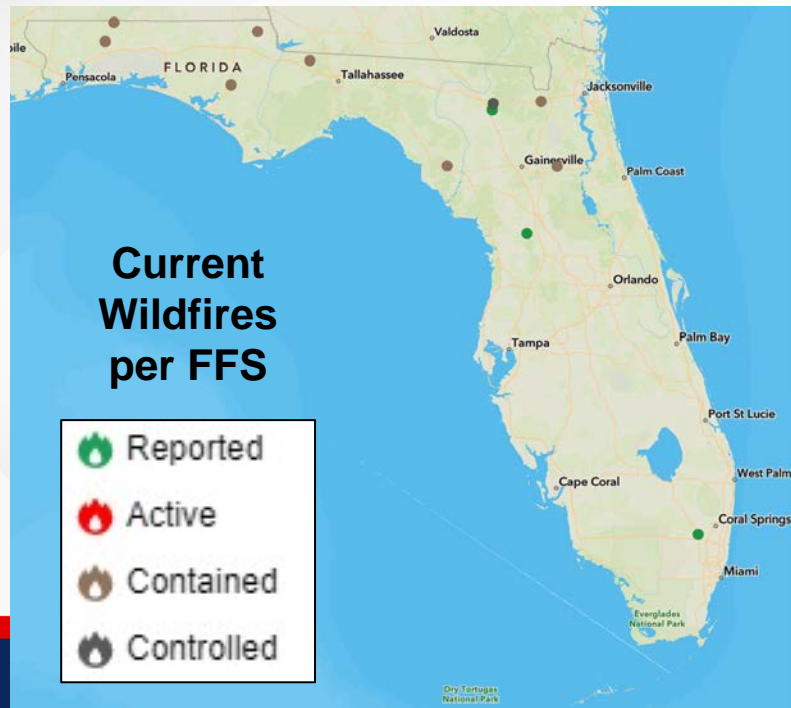 Valdosta
bile
FLORIDA
Pensacola
Tallahassee
Jacksonville
Gainesville
Palm Coast
Current
Wildfires
per FFS
Orlando
Tampa
Palm Bay
Reported
Active
Contained
Controlled
Port St Lucie
West Palm
Cape Coral
Coral Springs
Miami
Everglades
National Park
Dry Tortugas
National Park